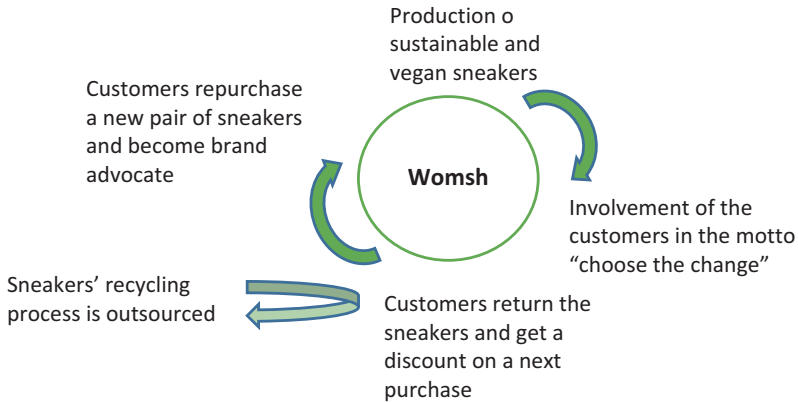 Production o
sustainable and
vegan sneakers
Customers repurchase
a new pair of sneakers
and become brand
advocate
Womsh
Involvement of the
customers in the motto
“choose the change”
Sneakers’ recycling
process is outsourced
Customers return the
sneakers and get a
discount on a next
purchase